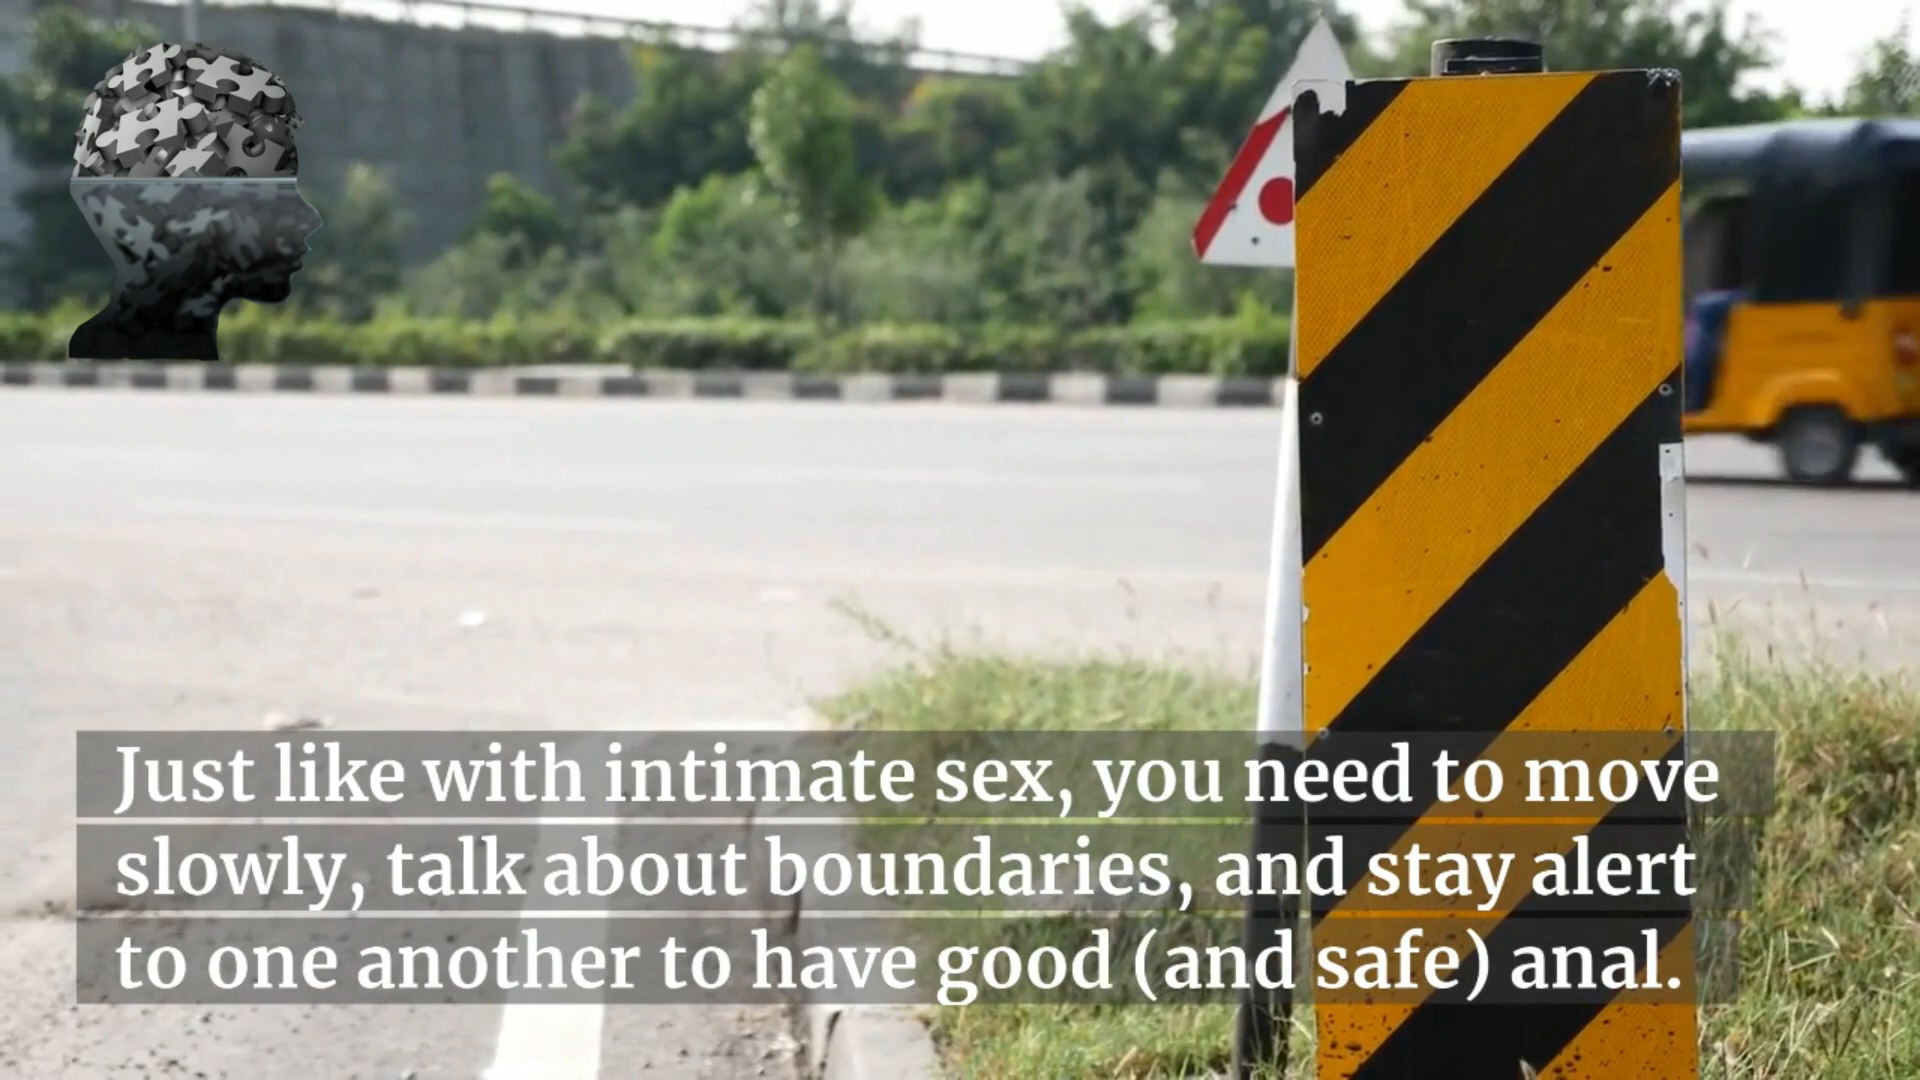 Just like with intimate sex, you need to move
slowly, talk about boundaries, and stay alert
to one another to have good (and safe) anal.